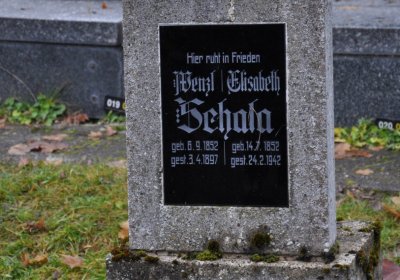 Hier ruht in Frieden
Wenzl | Elisabeth
Schala
geb. 6.9.1852 | geb. 14.7.1852
gest. 3.4.1897 | gest. 24.2.1942
019
020